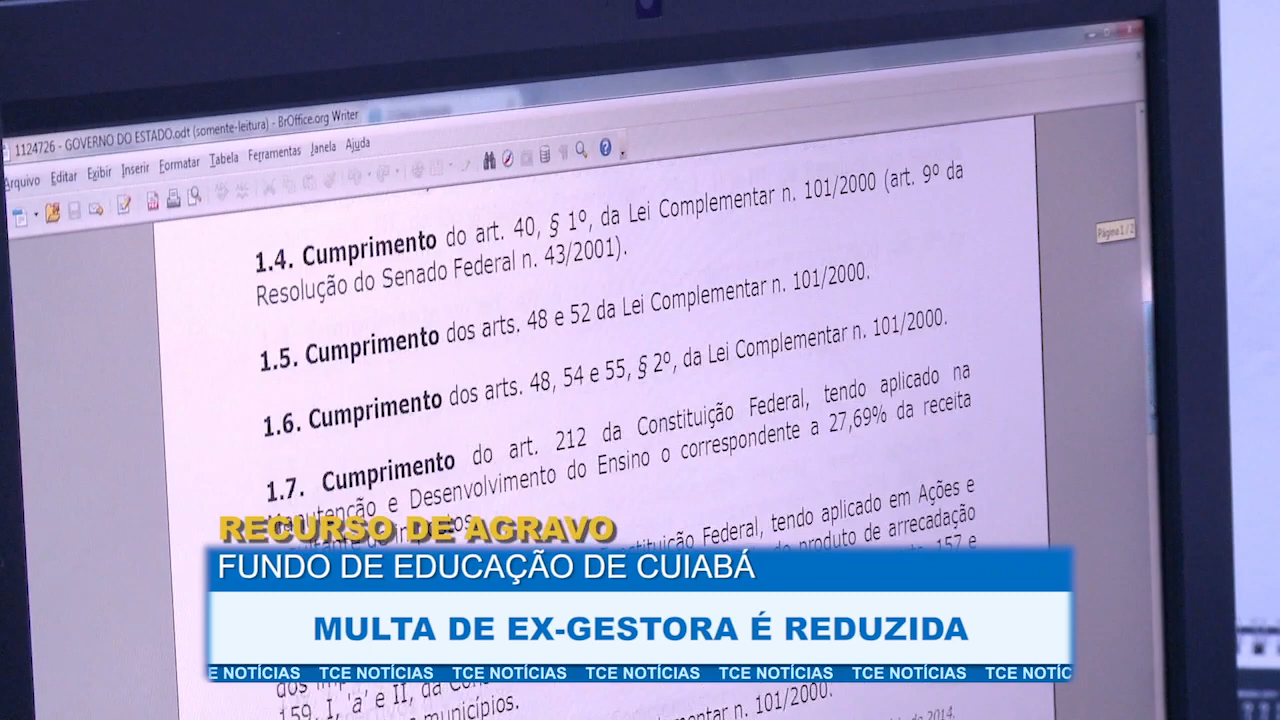 1124726 - GOVERNO DO ESTADO.odt (somente-leitura) - BrOffice.org Writer
Arquivo Editar Exibir Inserir Formatar Tabela Ferramentas Janela Ajuda
Página 1 / 2
1.4. Cumprimento do art. 40, § 1º, da Lei Complementar n. 101/2000 (art. 9º da
Resolução do Senado Federal n. 43/2001).
1.5. Cumprimento dos arts. 48 e 52 da Lei Complementar n. 101/2000.
1.6. Cumprimento dos arts. 48, 54 e 55, § 2º, da Lei Complementar n. 101/2000.
1.7. Cumprimento do art. 212 da Constituição Federal, tendo aplicado na
Manutenção e Desenvolvimento do Ensino o correspondente a 27,69% da receita
Federal, tendo aplicado em Ações e
produto de arrecadação
157 e
RECURSO DE AGRAVO
FUNDO DE EDUCAÇÃO DE CUIABÁ
MULTA DE EX-GESTORA É REDUZIDA
E NOTÍCIAS TCE NOTÍCIAS TCE NOTÍCIAS TCE NOTÍCIAS TCE NOTÍCIAS TCE NOTÍCIAS TCE NOTÍC
159, I, 'a' e II, da
municípios.
n. 101/2000.
de 2014.